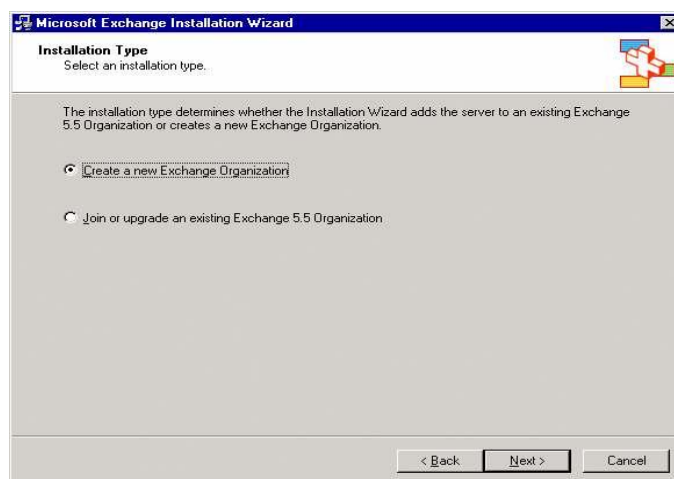 Microsoft Exchange Installation Wizard
Installation Type
Select an installation type.
The installation type determines whether the Installation Wizard adds the server to an existing Exchange
5.5 Organization or creates a new Exchange Organization.
Create a new Exchange Organization
Join or upgrade an existing Exchange 5.5 Organization
< Back Next > Cancel